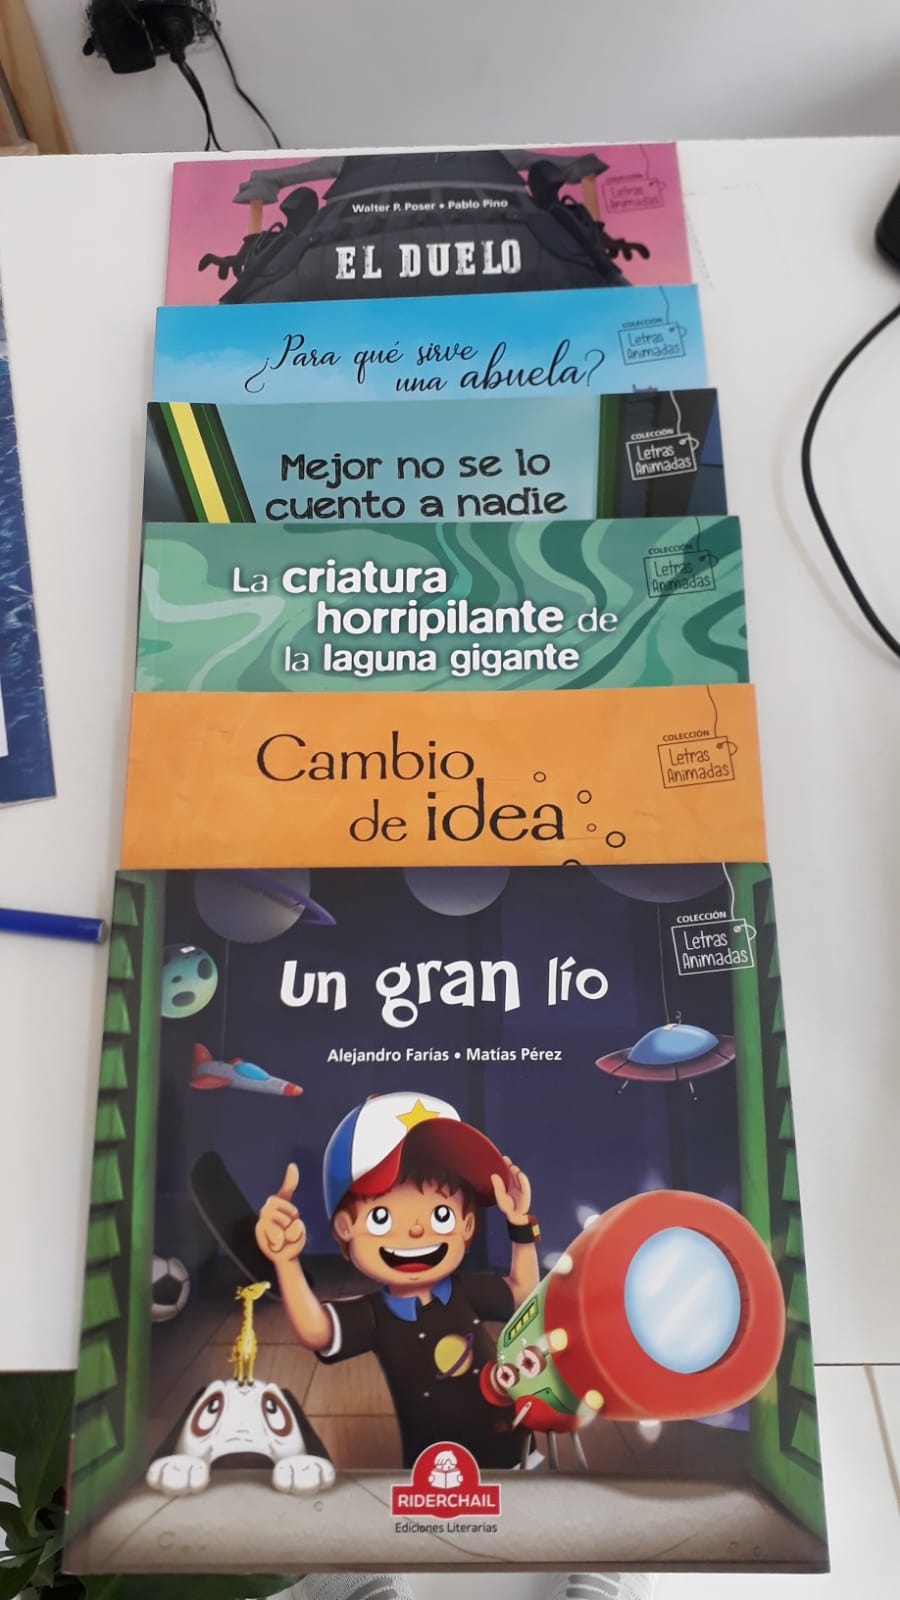 Walter P. Poser • Pablo Pino
EL DUELO
COLECCIÓN
Letras
Animadas
¿Para qué sirve
una abuela?
COLECCIÓN
Letras
Animadas
Mejor no se lo
cuento a nadie
COLECCIÓN
Letras
Animadas
La criatura
horripilante de
la laguna gigante
COLECCIÓN
Letras
Animadas
Cambio
de idea
COLECCIÓN
Letras
Animadas
Un gran lío
Alejandro Farías • Matías Pérez
COLECCIÓN
Letras
Animadas
RIDERCHAIL
Ediciones Literarias